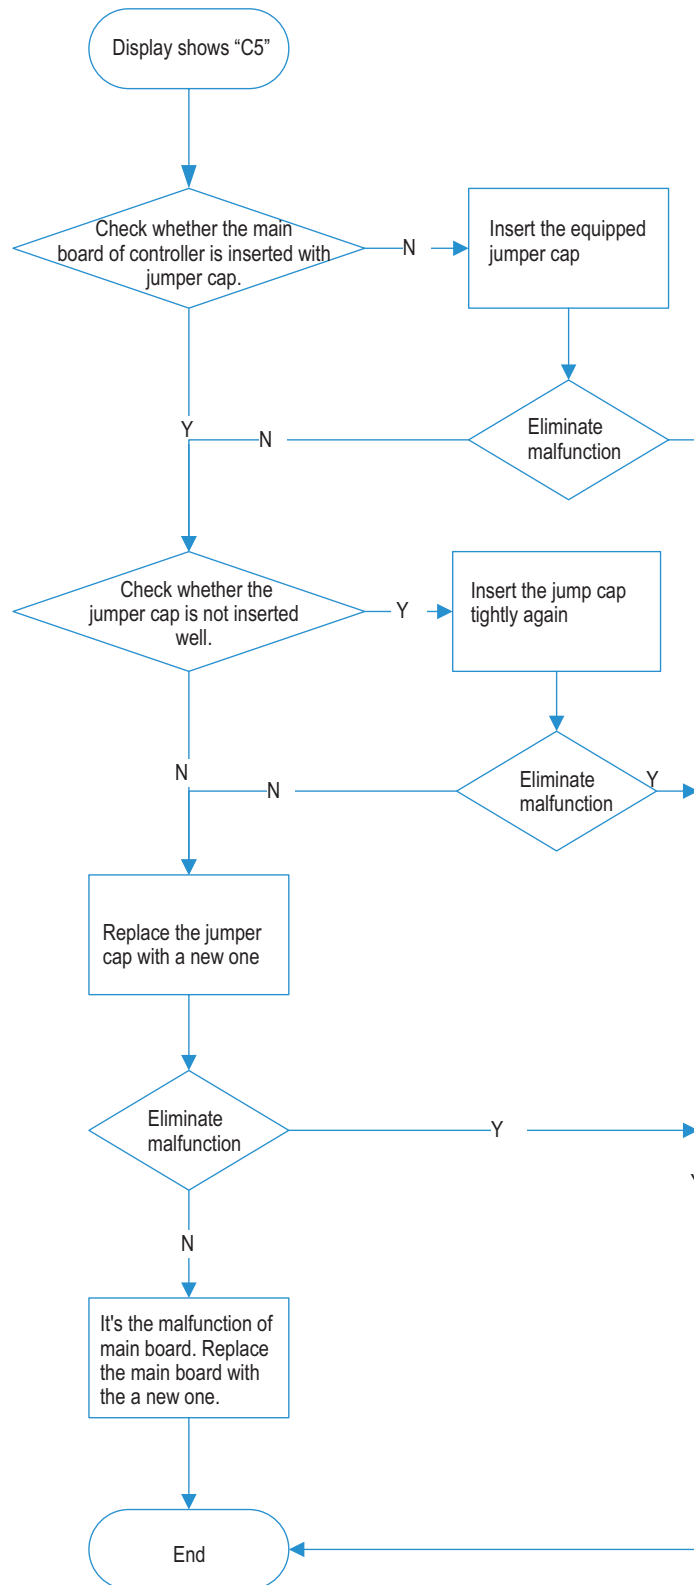 Display shows “C5”
Check whether the main
board of controller is inserted with
jumper cap.
N
Insert the equipped
jumper cap
Y
N
Eliminate
malfunction
Check whether the
jumper cap is not inserted
well.
Y
Insert the jump cap
tightly again
N
N
Eliminate
malfunction
Y
Replace the jumper
cap with a new one
Eliminate
malfunction
Y
Y
N
It's the malfunction of
main board. Replace
the main board with
the a new one.
End